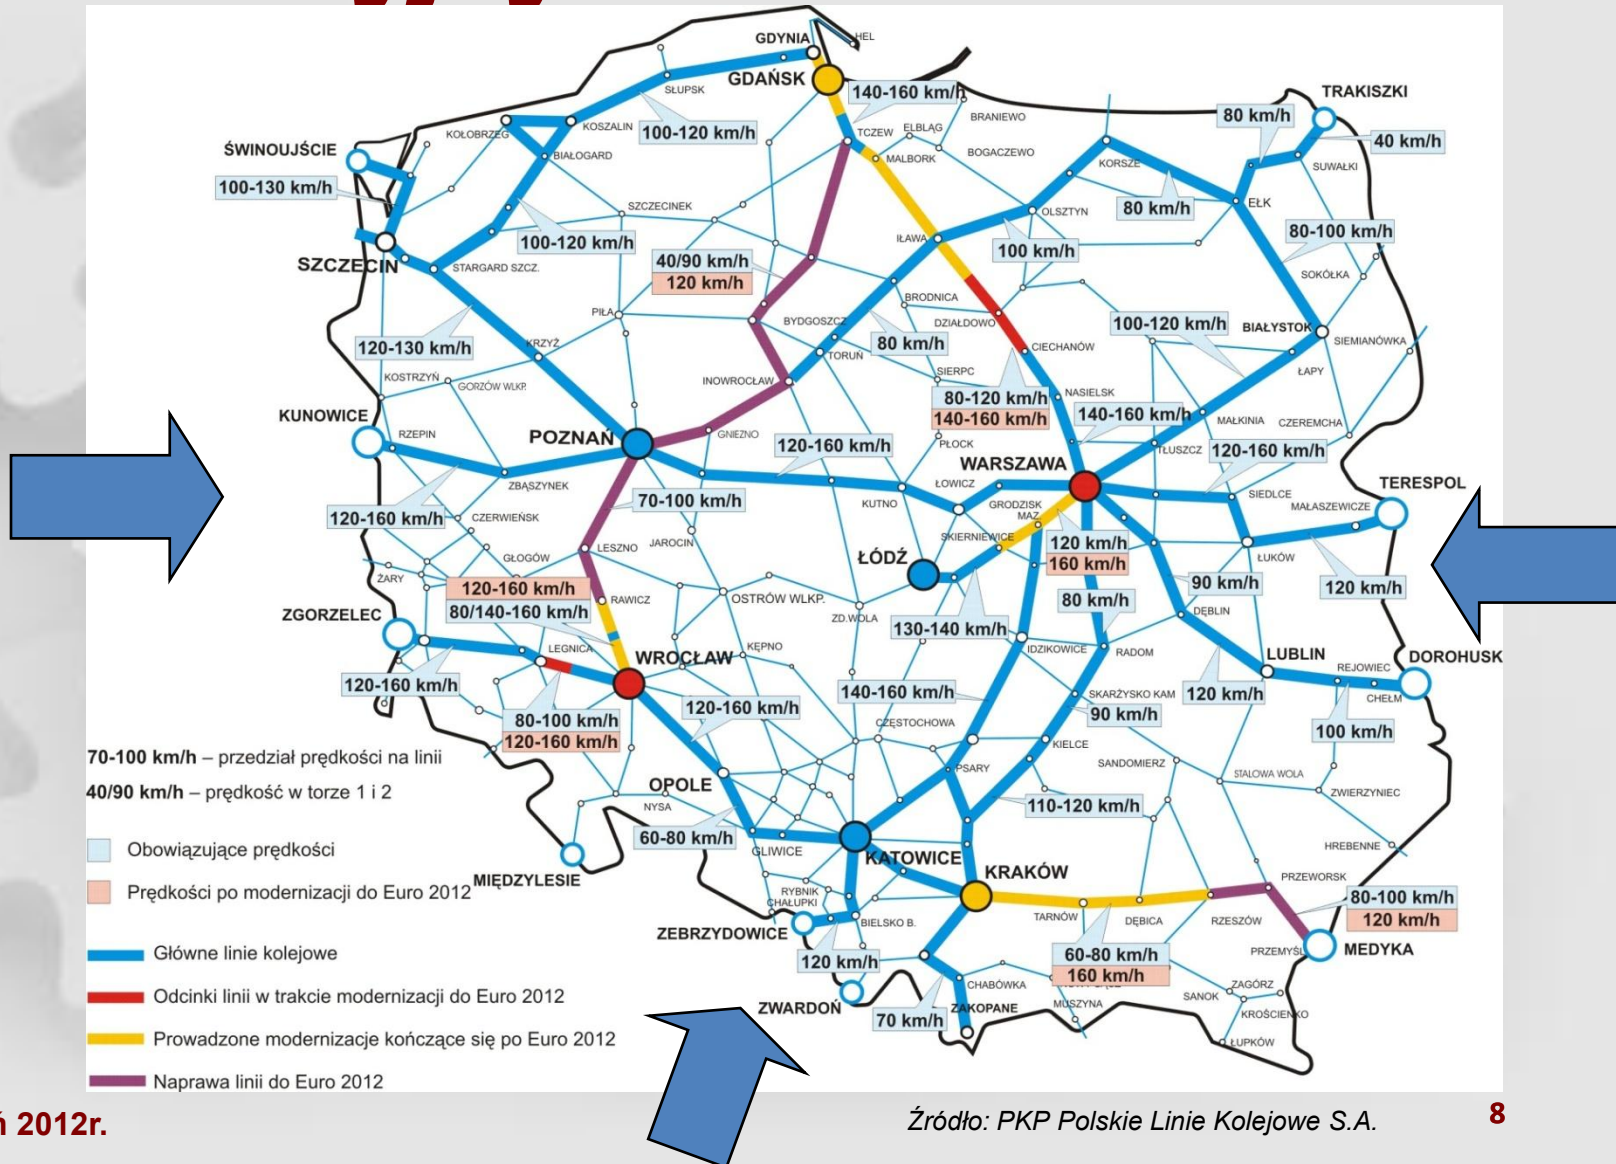 GDYNIA
HEL
GDAŃSK
140-160 km/h
TRAKISZKI
SŁUPSK
80 km/h
KOŁOBRZEG
KOSZALIN
100-120 km/h
TCZEW
ELBLĄG
BRANIEWO
40 km/h
ŚWINOUJŚCIE
BIAŁOGARD
MALBORK
BOGACZEWO
KORSZE
SUWAŁKI
100-130 km/h
SZCZECINEK
OLSZTYN
80 km/h
EŁK
100-120 km/h
IŁAWA
100 km/h
80-100 km/h
SZCZECIN
STARGARD SZCZ.
40/90 km/h
120 km/h
SOKÓŁKA
BRODNICA
PIŁA
BYDGOSZCZ
DZIAŁDOWO
100-120 km/h
BIAŁYSTOK
SIEMIANÓWKA
120-130 km/h
KRZYŻ
80 km/h
TORUŃ
CIECHANÓW
ŁAPY
KOSTRZYŃ
GORZÓW WLKP.
INOWROCŁAW
SIERPC
NASIELSK
80-120 km/h
140-160 km/h
140-160 km/h
MAŁKINIA
CZEREMCHA
KUNOWICE
RZEPIN
POZNAŃ
GNIEZNO
120-160 km/h
PŁOCK
TŁUSZCZ
120-160 km/h
WARSZAWA
ZBĄSZYNEK
70-100 km/h
KUTNO
ŁOWICZ
GRODZISK
MAZ.
SIEDLCE
TERESPOL
MAŁASZEWICZE
120-160 km/h
CZERWIEŃSK
SKIERNIEWICE
120 km/h
160 km/h
GŁOGÓW
LESZNO
JAROCIN
ŁÓDŹ
ŁUKÓW
ŻARY
120-160 km/h
80/140-160 km/h
RAWICZ
OSTRÓW WLKP.
ZD.WOLA
130-140 km/h
80 km/h
90 km/h
DĘBLIN
120 km/h
ZGORZELEC
LEGNICA
WROCŁAW
KĘPNO
IDZIKOWICE
RADOM
LUBLIN
REJOWIEC
DOROHUSK
CHEŁM
120-160 km/h
120-160 km/h
140-160 km/h
SKARŻYSKO KAM
120 km/h
80-100 km/h
120-160 km/h
CZĘSTOCHOWA
90 km/h
100 km/h
KIELCE
70-100 km/h – przedział prędkości na linii
PSARY
SANDOMIERZ
STALOWA WOLA
OPOLE
40/90 km/h – prędkość w torze 1 i 2
NYSA
110-120 km/h
ZWIERZYNIEC
60-80 km/h
GLIWICE
KATOWICE
HREBENNE
Obowiązujące prędkości
MIĘDZYLESIE
KRAKÓW
PRZEWORSK
Prędkości po modernizacji do Euro 2012
RYBNIK
CHAŁUPKI
80-100 km/h
120 km/h
TARNÓW
DĘBICA
RZESZÓW
BIELSKO B.
ZEBRZYDOWICE
PRZEMYŚL
MEDYKA
Główne linie kolejowe
120 km/h
60-80 km/h
160 km/h
CHABÓWKA
ZAGÓRZ
Odcinki linii w trakcie modernizacji do Euro 2012
ZWARDOŃ
70 km/h
ZAKOPANE
MUSZYNA
SANOK
KROŚCIENKO
Prowadzone modernizacje kończące się po Euro 2012
ŁUPKÓW
Naprawa linii do Euro 2012
2012r.
Źródło: PKP Polskie Linie Kolejowe S.A.
8